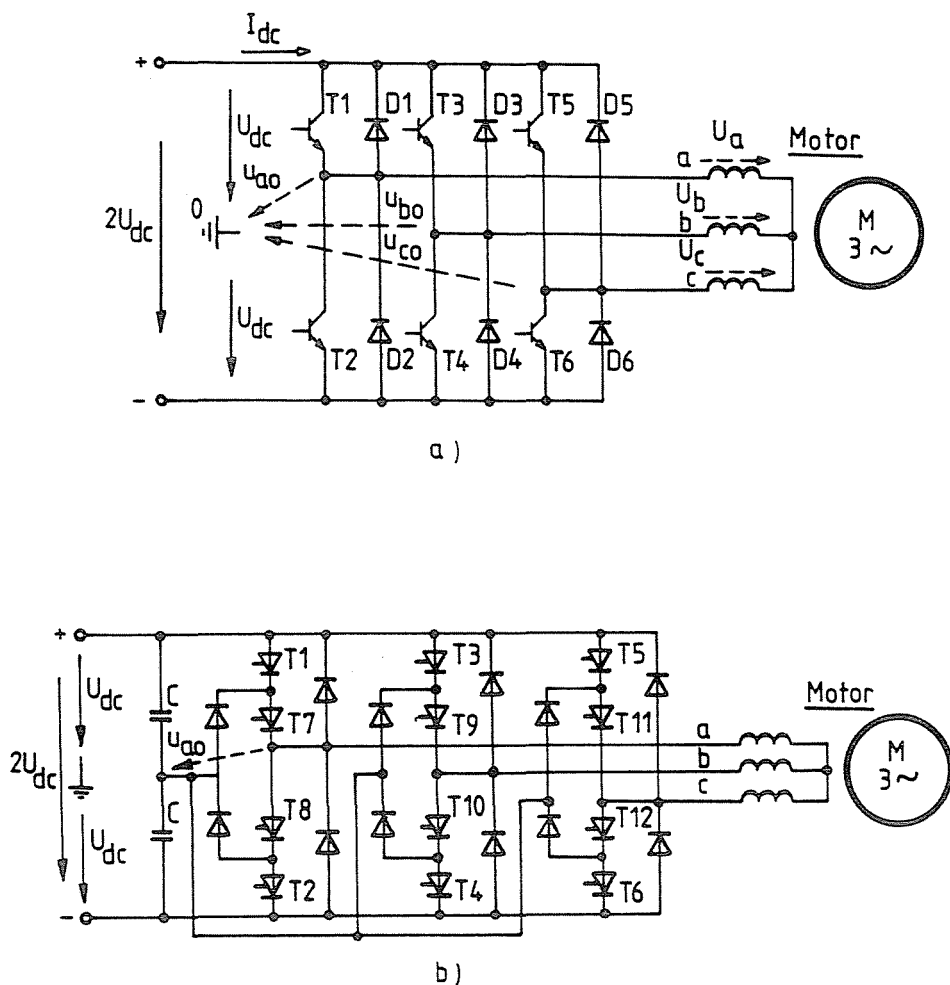 I_dc
+
T1 D1 T3 D3 T5 D5
U_dc
U_a Motor
a
u_ao
u_bo
U_b
2U_dc
0
b
M
3~
u_co
U_c
c
U_dc
T2 D2 T4 D4 T6 D6
-
a )
+
T1 T3 T5
U_dc
C
Motor
T7 T9 T11
u_ao
a
2U_dc
b
M
3~
c
C
T8 T10 T12
U_dc
T2 T4 T6
-
b )